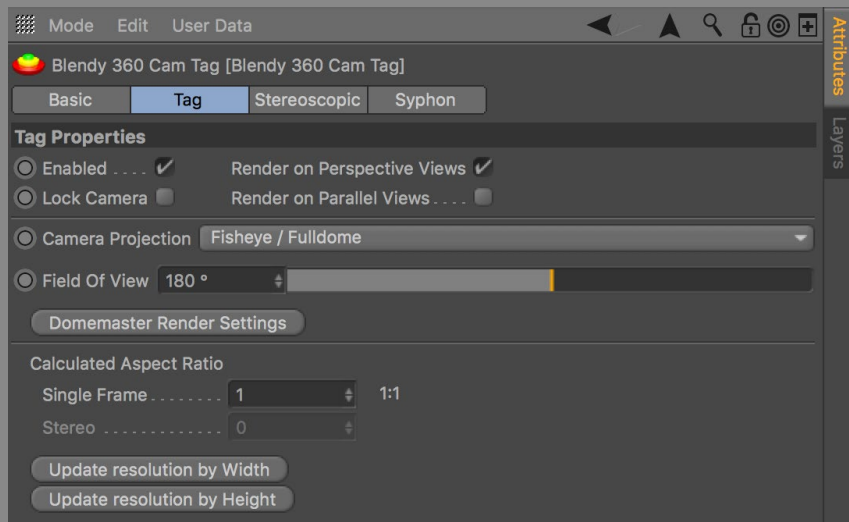 Mode Edit User Data
Blendy 360 Cam Tag [Blendy 360 Cam Tag]
Basic Tag Stereoscopic Syphon
Tag Properties
Enabled . . . . Render on Perspective Views
Lock Camera Render on Parallel Views . . . .
Camera Projection Fisheye / Fulldome
Field Of View 180 °
Domemaster Render Settings
Calculated Aspect Ratio
Single Frame . . . . . . . . 1 1:1
Stereo . . . . . . . . . . . . . 0
Update resolution by Width
Update resolution by Height
Attributes
Layers